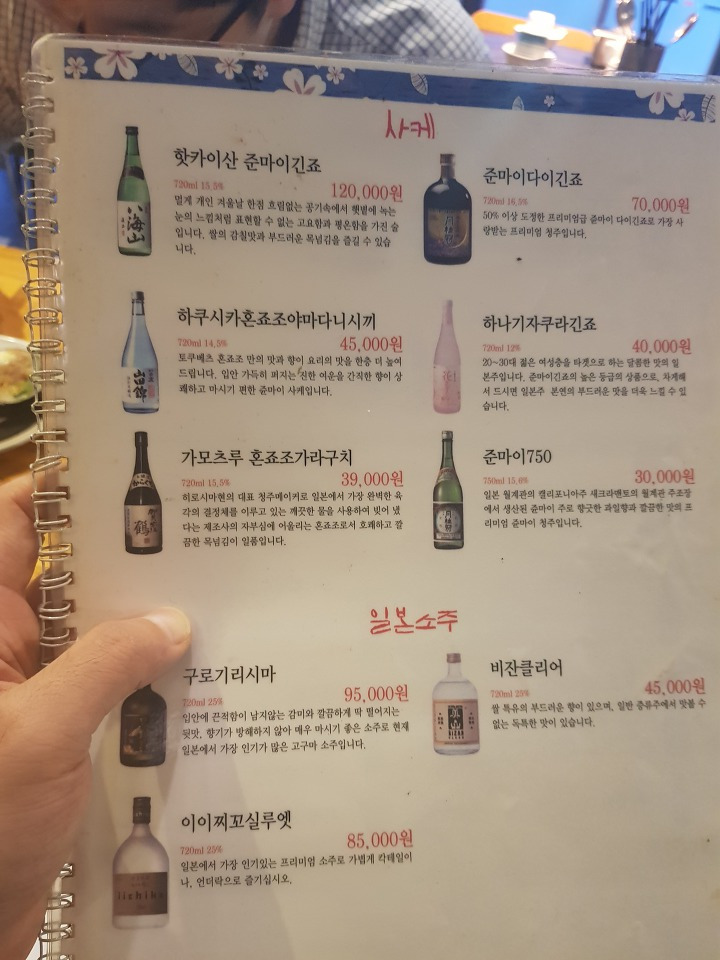 사케
핫카이산 준마이긴죠
720ml 15.5%
120,000원
멀게 개인 겨울날 한점 흐림없는 공기속에서 햇볕에 녹는
눈의 느낌처럼 표현할 수 없는 고요함과 평온함을 가진 술
입니다. 쌀의 감칠맛과 부드러운 목넘김을 즐길 수 있습
니다.
준마이다이긴죠
720ml 16.5%
70,000원
50% 이상 도정한 프리미엄급 쥰마이 다이긴죠로 가장 사
랑받는 프리미엄 청주입니다.
하쿠시카혼죠조야마다니시끼
720ml 14.5%
45,000원
토쿠베츠 혼죠조 만의 맛과 향이 요리의 맛을 한층 더 높여
드립니다. 입안 가득히 퍼지는 진한 여운을 간직한 향이 상
쾌하고 마시기 편한 쥰마이 사케입니다.
하나기자쿠라긴죠
720ml 12%
40,000원
20~30대 젊은 여성층을 타겟으로 하는 달콤한 맛의 일
본주입니다. 준마이긴죠의 높은 등급의 상품으로, 차게해
서 드시면 일본주 본연의 부드러운 맛을 더욱 느낄 수 있
습니다.
가모츠루 혼죠조가라구치
720ml 15.5%
39,000원
히로시마현의 대표 청주메이커로 일본에서 가장 완벽한 육
각의 결정체를 이루고 있는 깨끗한 물을 사용하여 빚어 냈
다는 제조사의 자부심에 어울리는 혼죠조로서 호쾌하고 깔
끔한 목넘김이 일품입니다.
준마이750
750ml 15.6%
30,000원
일본 월계관의 캘리포니아주 새크라멘토의 월계관 주조장
에서 생산된 쥰마이 주로 향긋한 과일향과 깔끔한 맛의 프
리미엄 쥰마이 청주입니다.
일본소주
구로기리시마
720ml 25%
95,000원
입안에 끈적함이 남지않는 감미와 깔끔하게 딱 떨어지는
뒷맛, 향기가 방해하지 않아 매우 마시기 좋은 소주로 현재
일본에서 가장 인기가 많은 고구마 소주입니다.
비잔클리어
720ml 25%
45,000원
쌀 특유의 부드러운 향이 있으며, 일반 증류주에서 맛볼 수
없는 독특한 맛이 있습니다.
이이찌꼬실루엣
720ml 25%
85,000원
일본에서 가장 인기있는 프리미엄 소주로 가볍게 칵테일이
나, 언더락으로 즐기십시오.
八海山
月桂冠
鶴
月桂冠
iichiko